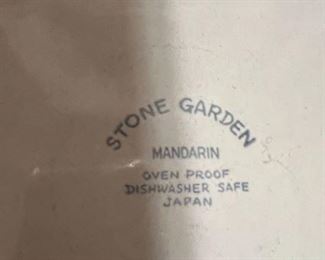 STONE GARDEN
MANDARIN
OVEN PROOF
DISHWASHER SAFE
JAPAN